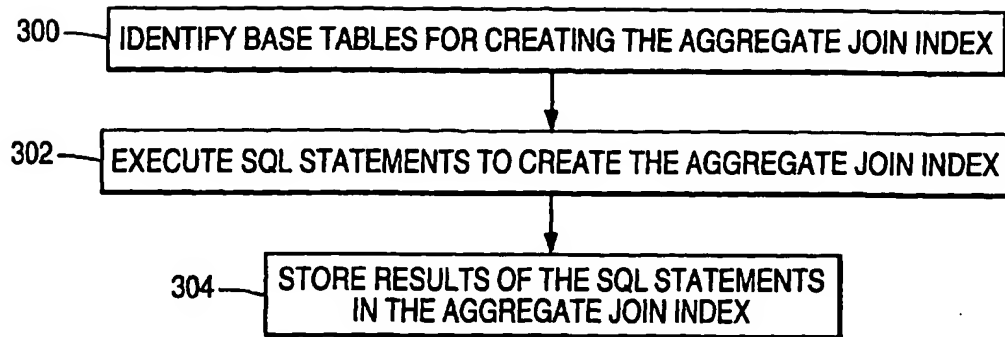 300
IDENTIFY BASE TABLES FOR CREATING THE AGGREGATE JOIN INDEX
302
EXECUTE SQL STATEMENTS TO CREATE THE AGGREGATE JOIN INDEX
304
STORE RESULTS OF THE SQL STATEMENTS
IN THE AGGREGATE JOIN INDEX